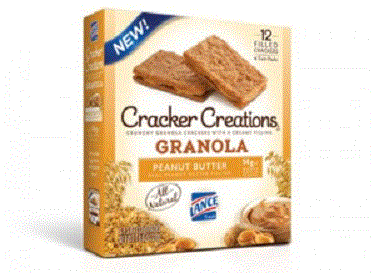 NEW!
12
FILLED
CRACKERS
Cracker Creations
CRUNCHY GRANOLA CRACKERS WITH A CREAMY FILLING
GRANOLA
PEANUT BUTTER
All
Natural
LANCE